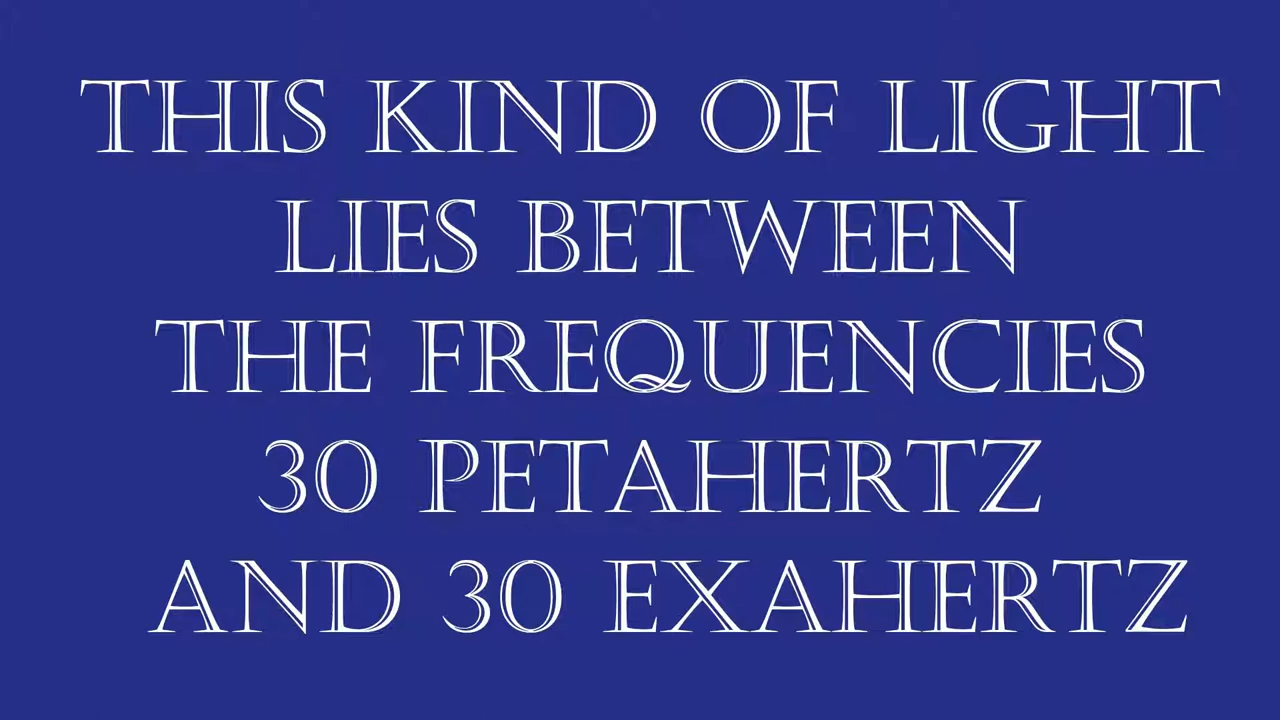 THIS KIND OF LIGHT
LIES BETWEEN
THE FREQUENCIES
30 PETAHERTZ
AND 30 EXAHERTZ